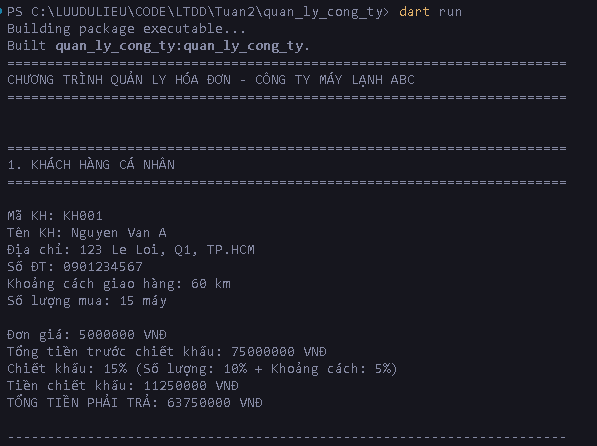 PS C:\LUUDULIEU\CODE\LTDD\Tuan2\quan_ly_cong_ty> dart run
Building package executable...
Built quan_ly_cong_ty:quan_ly_cong_ty.
======================================================================
CHƯƠNG TRÌNH QUẢN LÝ HÓA ĐƠN - CÔNG TY MÁY LẠNH ABC
======================================================================
======================================================================
1. KHÁCH HÀNG CÁ NHÂN
======================================================================
Mã KH: KH001
Tên KH: Nguyen Van A
Địa chỉ: 123 Le Loi, Q1, TP.HCM
Số ĐT: 0901234567
Khoảng cách giao hàng: 60 km
Số lượng mua: 15 máy
Đơn giá: 5000000 VNĐ
Tổng tiền trước chiết khấu: 75000000 VNĐ
Chiết khấu: 15% (Số lượng: 10% + Khoảng cách: 5%)
Tiền chiết khấu: 11250000 VNĐ
TỔNG TIỀN PHẢI TRẢ: 63750000 VNĐ
----------------------------------------------------------------------